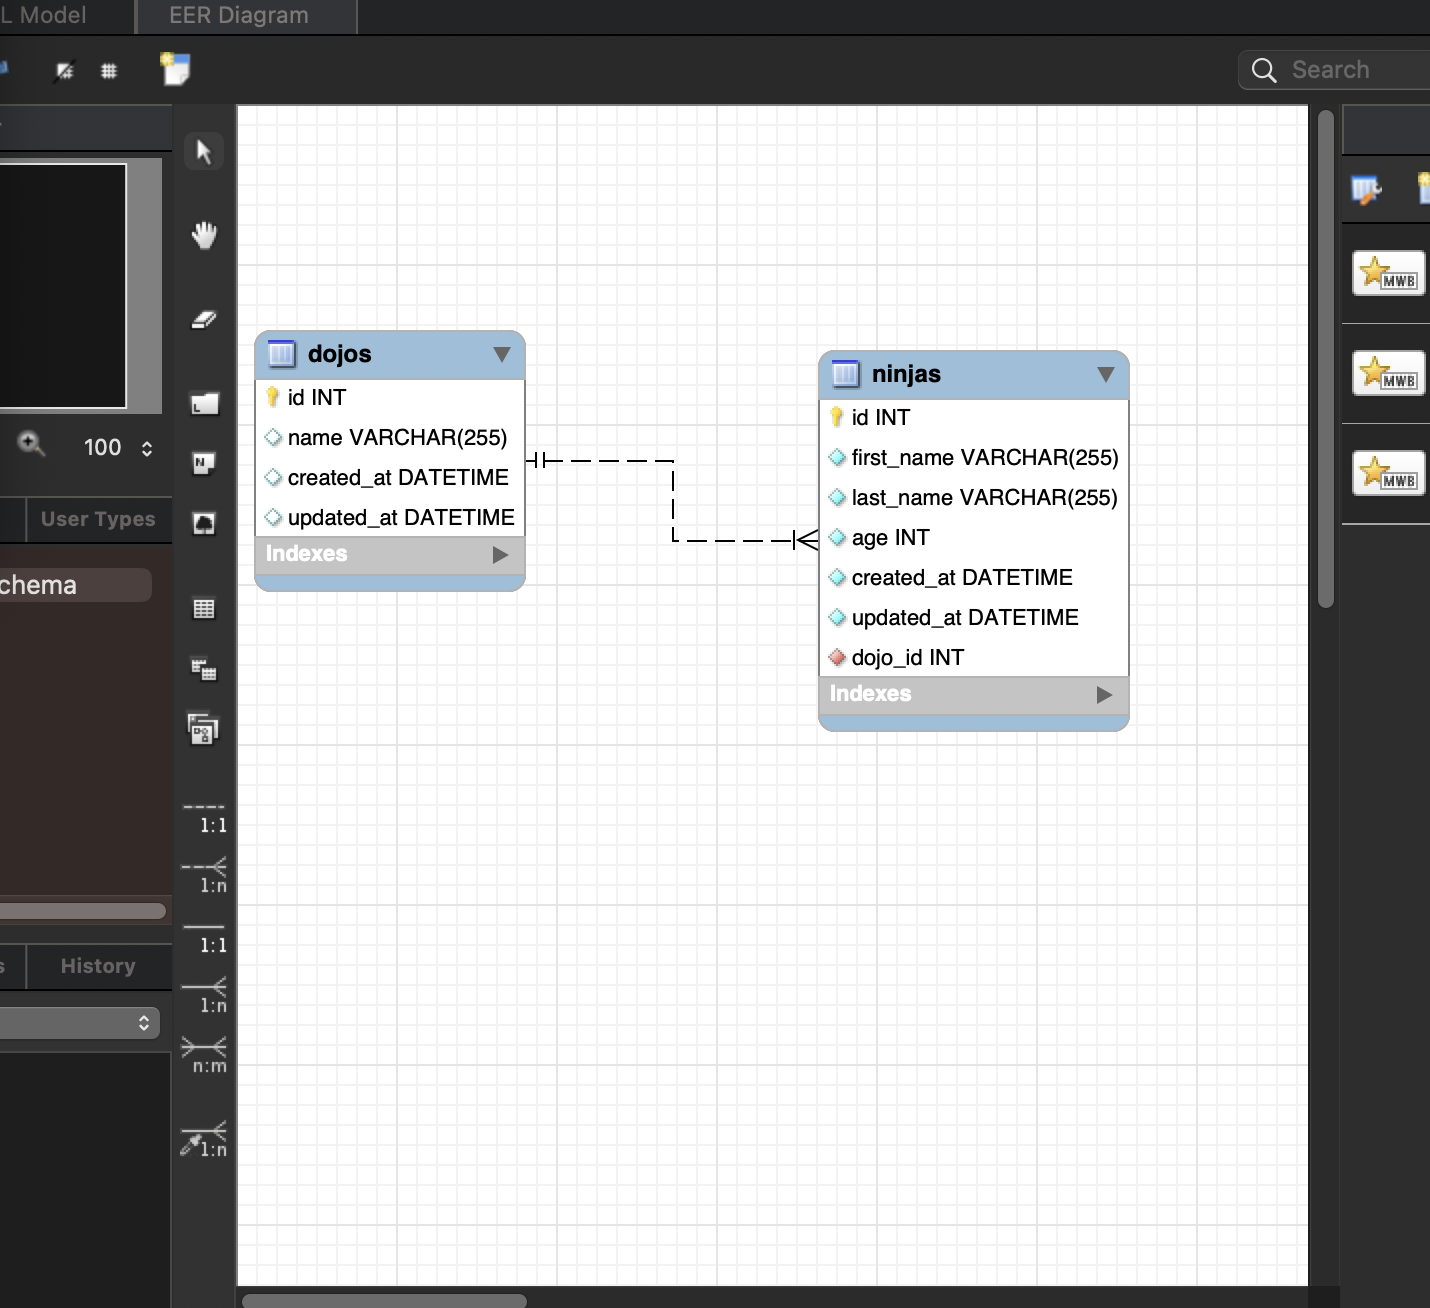 L Model
EER Diagram
Search
dojos
id INT
name VARCHAR(255)
created_at DATETIME
updated_at DATETIME
Indexes
ninjas
id INT
first_name VARCHAR(255)
last_name VARCHAR(255)
age INT
created_at DATETIME
updated_at DATETIME
dojo_id INT
Indexes
100
User Types
chema
s
History
L
N
1:1
1:n
1:1
1:n
n:m
1:n
MWB
MWB
MWB